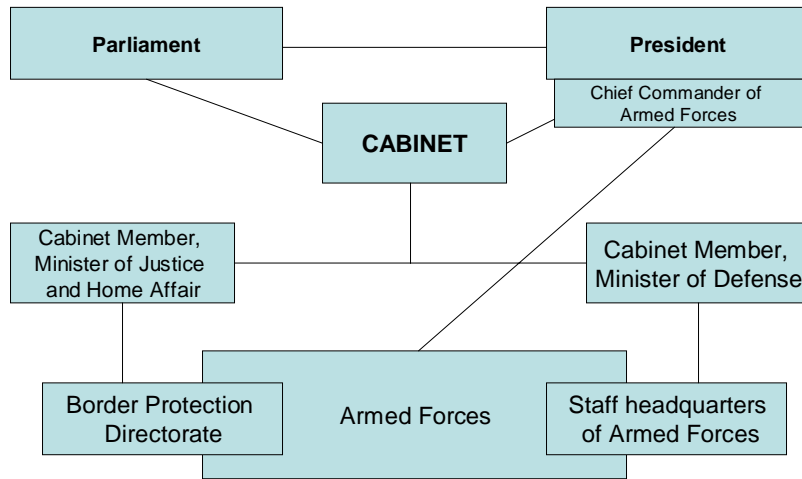 Parliament
President
Chief Commander of
Armed Forces
CABINET
Cabinet Member,
Minister of Justice
and Home Affair
Cabinet Member,
Minister of Defense
Border Protection
Directorate
Armed Forces
Staff headquarters
of Armed Forces